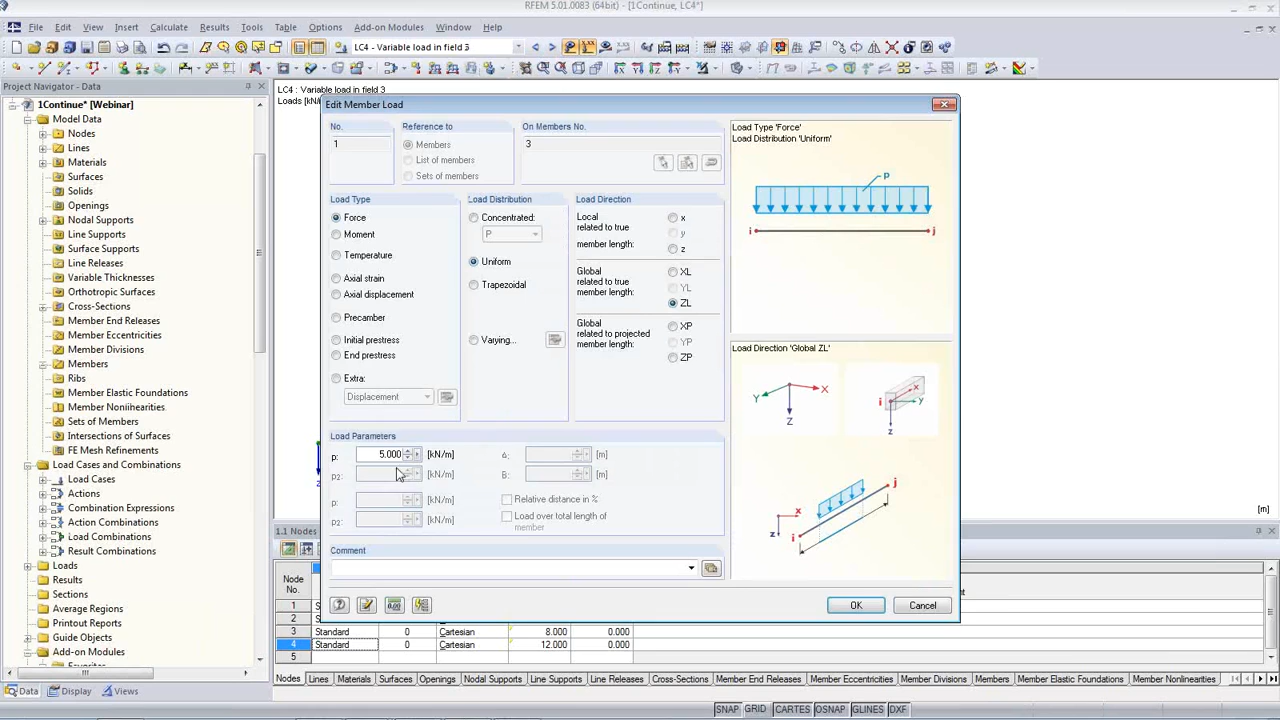 RFEM 5.01.0083 (64bit) - [1Continue, LC4*]
File Edit View Insert Calculate Results Tools Table Options Add-on Modules Window Help
LC4 - Variable load in field 3
Project Navigator - Data
1Continue* [Webinar]
Model Data
Nodes
Lines
Materials
Surfaces
Solids
Openings
Nodal Supports
Line Supports
Surface Supports
Line Releases
Variable Thicknesses
Orthotropic Surfaces
Cross-Sections
Member End Releases
Member Eccentricities
Member Divisions
Members
Ribs
Member Elastic Foundations
Member Nonlinearities
Sets of Members
Intersections of Surfaces
FE Mesh Refinements
Load Cases and Combinations
Load Cases
Actions
Combination Expressions
Action Combinations
Load Combinations
Result Combinations
Loads
Results
Sections
Average Regions
Printout Reports
Guide Objects
Add-on Modules
Favorites
Data Display Views
LC4 : Variable load in field 3
Loads [kN/
Edit Member Load
No.
1
Reference to
Members
List of members
Sets of members
On Members No.
3
Load Type
Force
Moment
Temperature
Axial strain
Axial displacement
Precamber
Initial prestress
End prestress
Extra:
Displacement
Load Distribution
Concentrated:
P
Uniform
Trapezoidal
Varying...
Load Direction
Local
related to true
member length:
x
y
z
Global
related to true
member length:
XL
YL
ZL
Global
related to projected
member length:
XP
YP
ZP
Load Parameters
p: 5.000 [kN/m]
p2: [kN/m]
p: [kN/m]
p2: [kN/m]
A: [m]
B: [m]
Relative distance in %
Load over total length of
member
Comment
OK Cancel
Load Type 'Force'
Load Distribution 'Uniform'
p
i j
Load Direction 'Global ZL'
X
Y
Z
i
x
y
z
x
z
i
j
[m]
1.1 Nodes
Node
No.
1
2
3 Standard 0 Cartesian 8.000 0.000
4 Standard 0 Cartesian 12.000 0.000
5
Nodes Lines Materials Surfaces Openings Nodal Supports Line Supports Line Releases Cross-Sections Member End Releases Member Eccentricities Member Divisions Members Member Elastic Foundations Member Nonlinearities
SNAP GRID CARTES OSNAP GLINES DXF